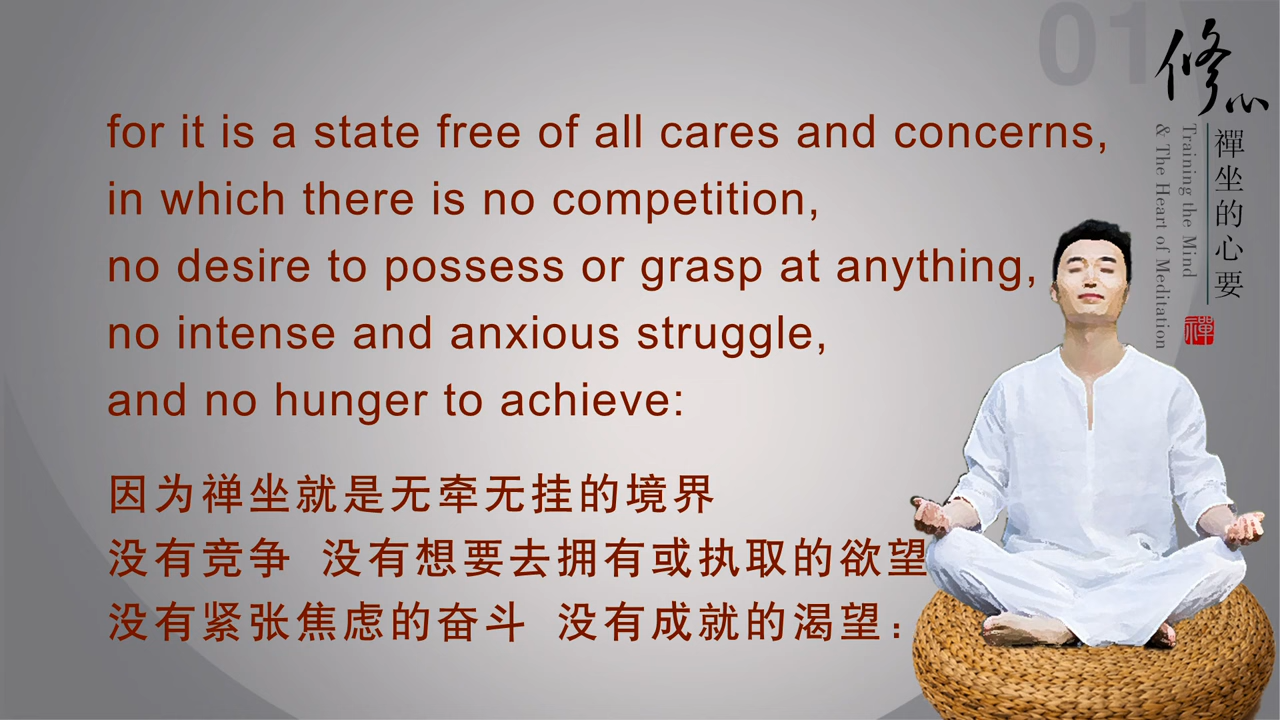 for it is a state free of all cares and concerns,
in which there is no competition,
no desire to possess or grasp at anything,
no intense and anxious struggle,
and no hunger to achieve:
因为禅坐就是无牵无挂的境界
没有竞争 没有想要去拥有或执取的欲望
没有紧张焦虑的奋斗 没有成就的渴望：
01
修心
禪坐的心要
Training the Mind
& The Heart of Meditation
禪